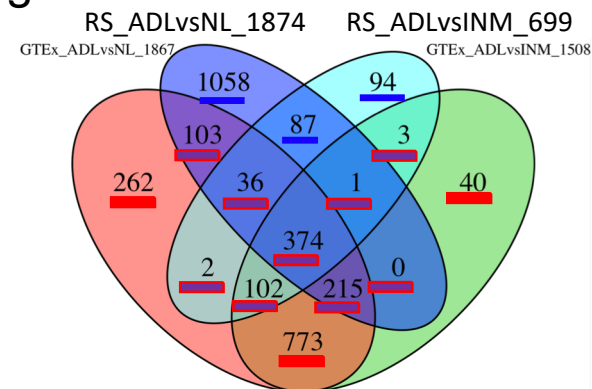 RS_ADLvsNL_1874 RS_ADLvsINM_699
GTEx_ADLvsNL_1867 GTEx_ADLvsINM_1508
1058 94
103 87 3
262 36 1 40
374
2 0
102 215
773